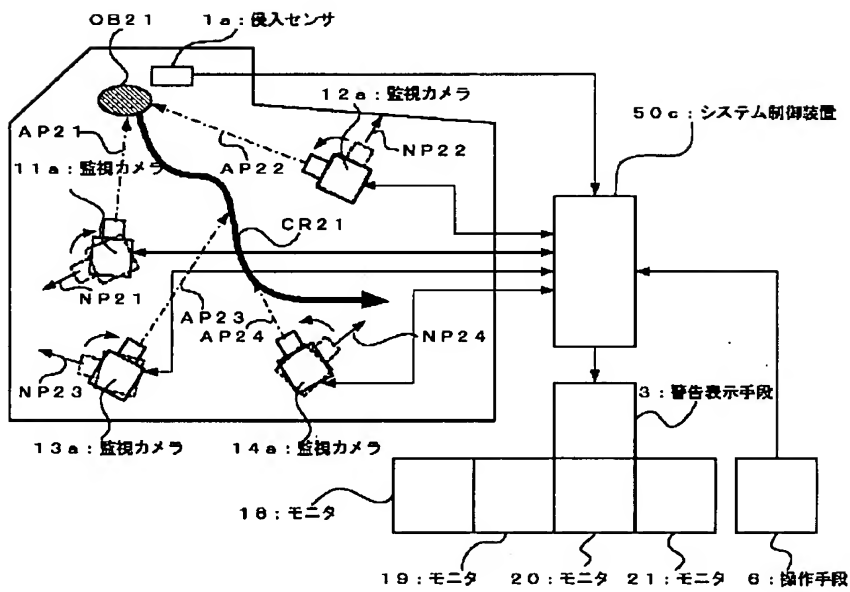 OB21
1a:侵入センサ
12a:監視カメラ
50c:システム制御装置
AP21
AP22
NP22
11a:監視カメラ
CR21
NP21
AP23
AP24
NP24
NP23
3:警告表示手段
13a:監視カメラ
14a:監視カメラ
18:モニタ
19:モニタ
20:モニタ
21:モニタ
6:操作手段